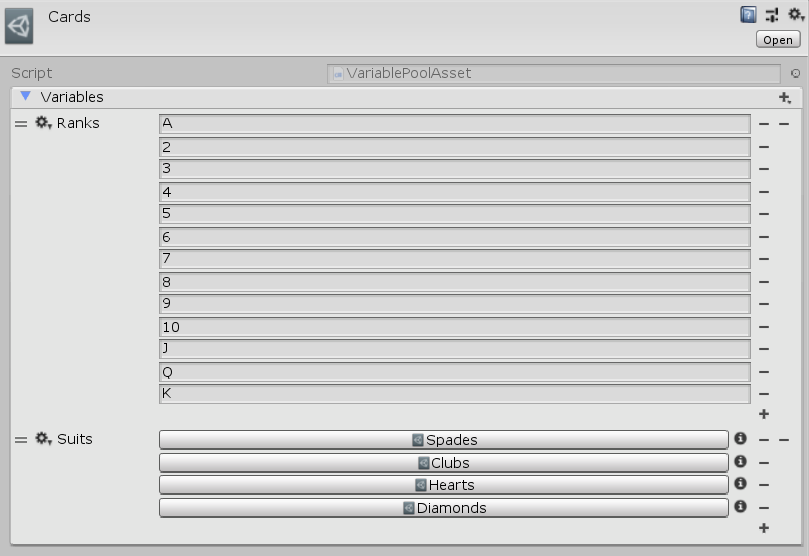 Cards
Open
Script VariablePoolAsset
Variables
Ranks A
2
3
4
5
6
7
8
9
10
J
Q
K
Suits Spades
Clubs
Hearts
Diamonds